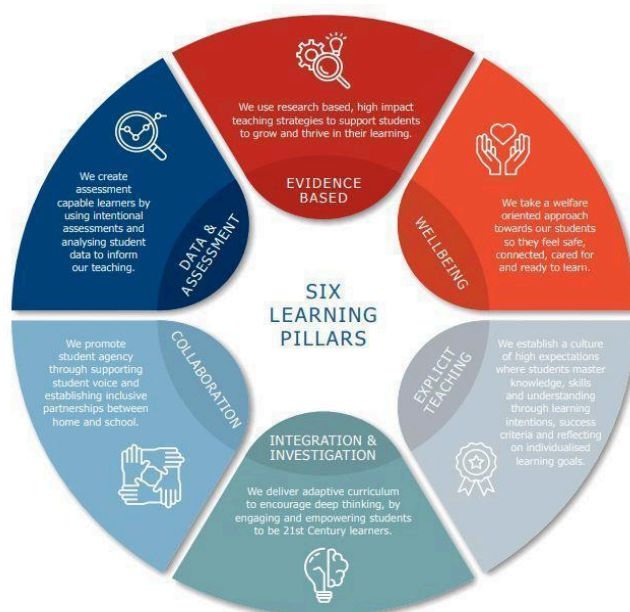 We use research based, high impact
teaching strategies to support students
to grow and thrive in their learning.
EVIDENCE
BASED
We take a welfare
oriented approach
towards our students
so they feel safe,
connected, cared for
and ready to learn.
WELLBEING
We establish a culture
of high expectations
where students master
knowledge, skills
and understanding
through learning
intentions, success
criteria and reflecting
on individualised
learning goals.
EXPLICIT
TEACHING
INTEGRATION &
INVESTIGATION
We deliver adaptive curriculum
to encourage deep thinking, by
engaging and empowering students
to be 21st Century learners.
We promote
student agency
through supporting
student voice and
establishing inclusive
partnerships between
home and school.
COLLABORATION
We create
assessment
capable learners by
using intentional
assessments and
analysing student
data to inform
our teaching.
DATA &
ASSESSMENT
SIX
LEARNING
PILLARS